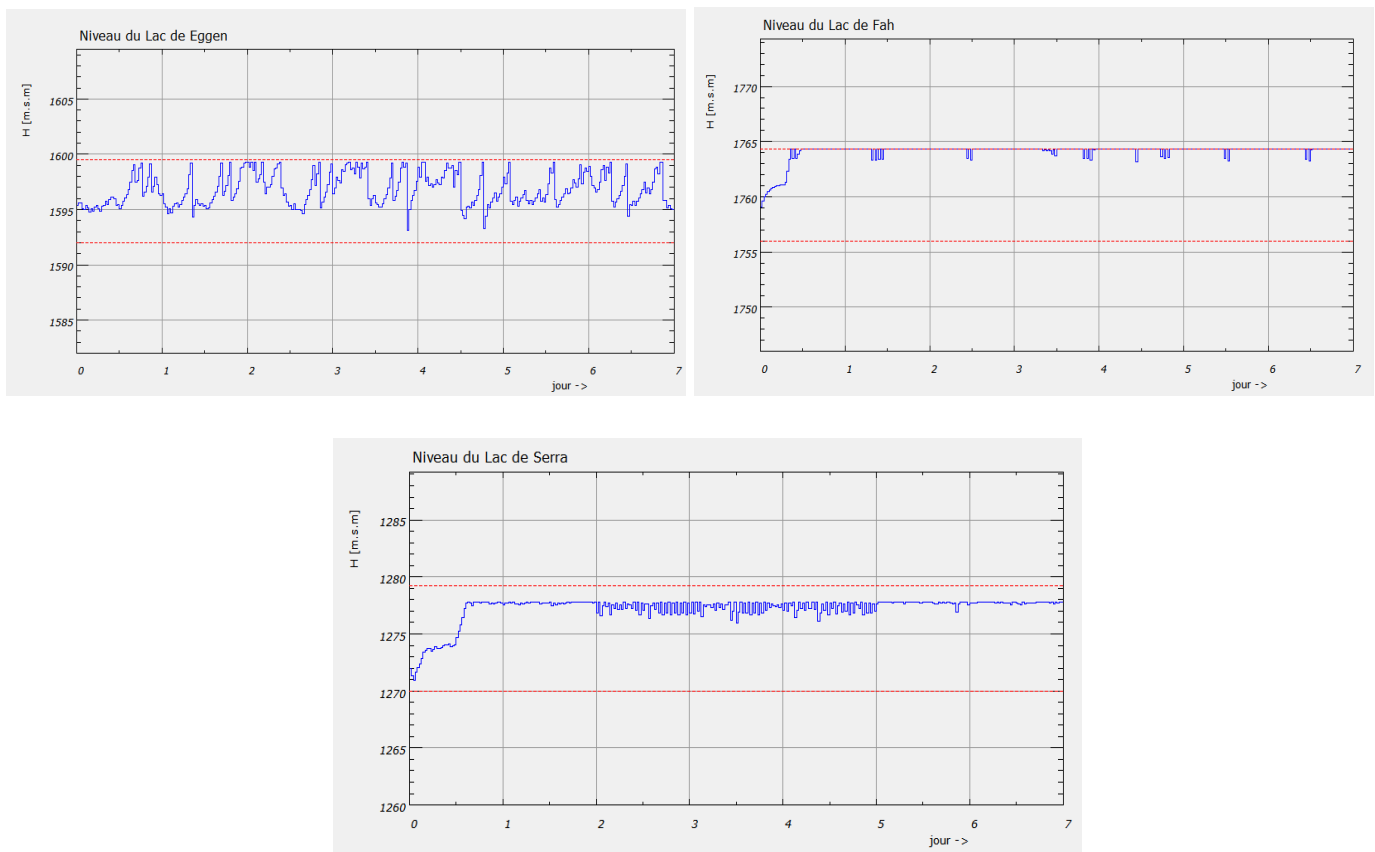 Niveau du Lac de Eggen
H [m.s.m]
1605
1600
1595
1590
1585
0 1 2 3 4 5 6 7
jour ->
Niveau du Lac de Fah
H [m.s.m]
1770
1765
1760
1755
1750
0 1 2 3 4 5 6 7
jour ->
Niveau du Lac de Serra
H [m.s.m]
1285
1280
1275
1270
1265
1260
0 1 2 3 4 5 6 7
jour ->